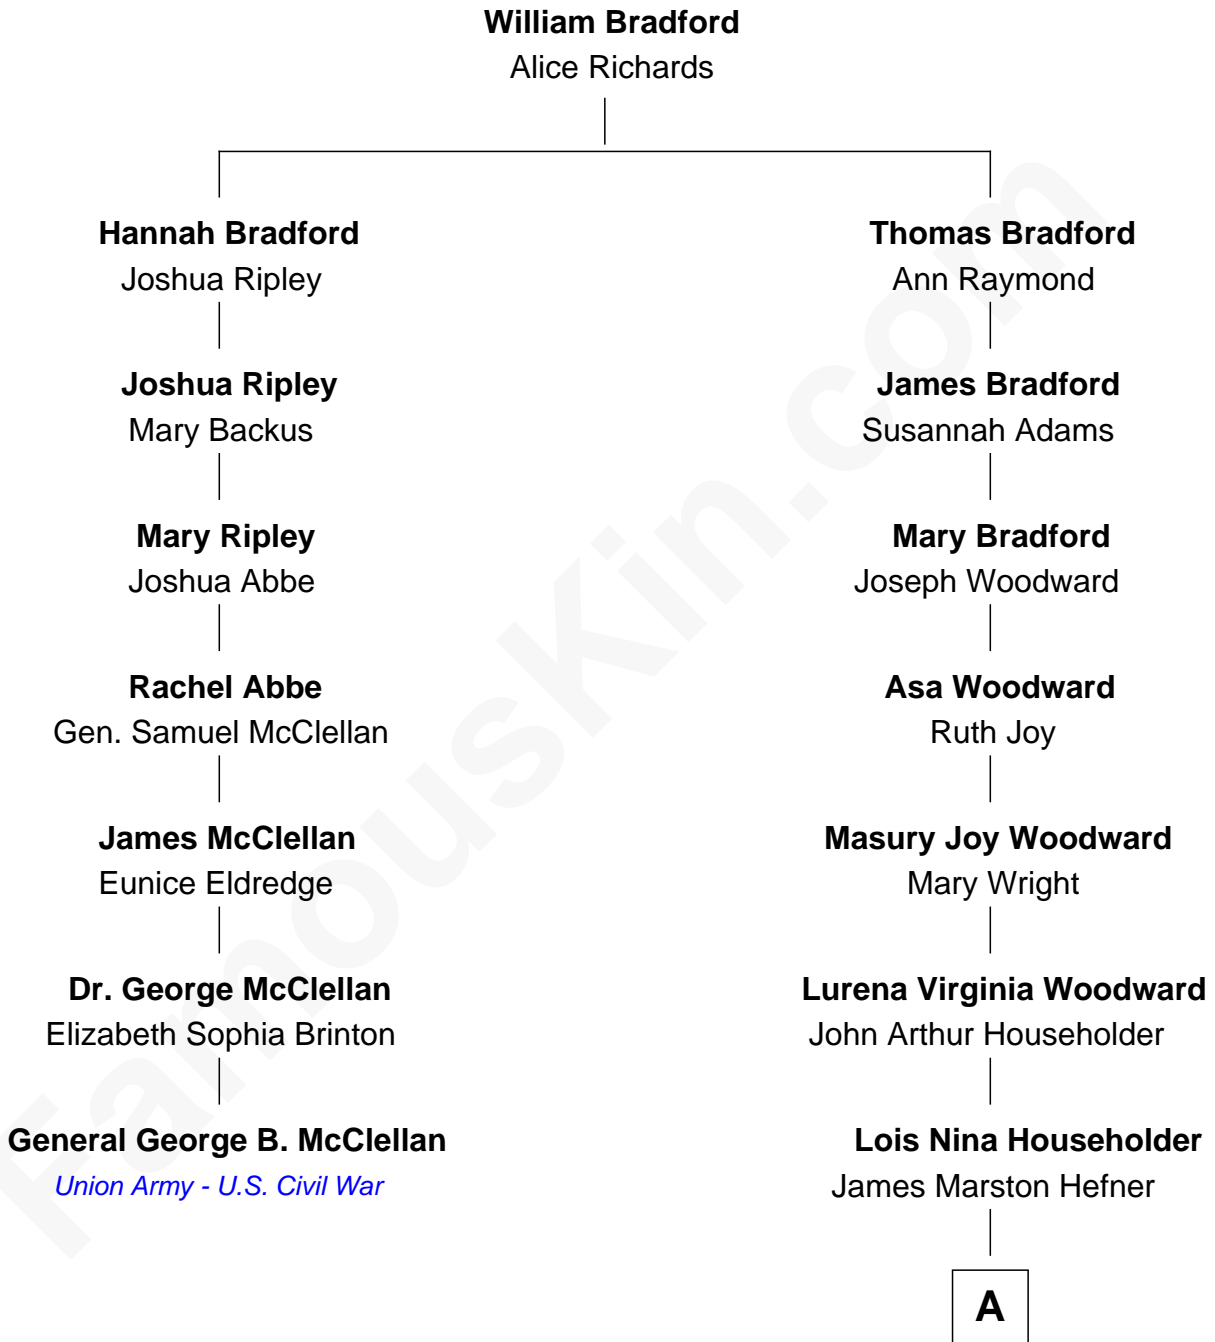 William Bradford
Alice Richards
Hannah Bradford
Joshua Ripley
Thomas Bradford
Ann Raymond
Joshua Ripley
Mary Backus
James Bradford
Susannah Adams
Mary Ripley
Joshua Abbe
Mary Bradford
Joseph Woodward
Rachel Abbe
Gen. Samuel McClellan
Asa Woodward
Ruth Joy
James McClellan
Eunice Eldredge
Masury Joy Woodward
Mary Wright
Dr. George McClellan
Elizabeth Sophia Brinton
Lurena Virginia Woodward
John Arthur Householder
General George B. McClellan
Union Army - U.S. Civil War
Lois Nina Householder
James Marston Hefner
A
FamousKin.com